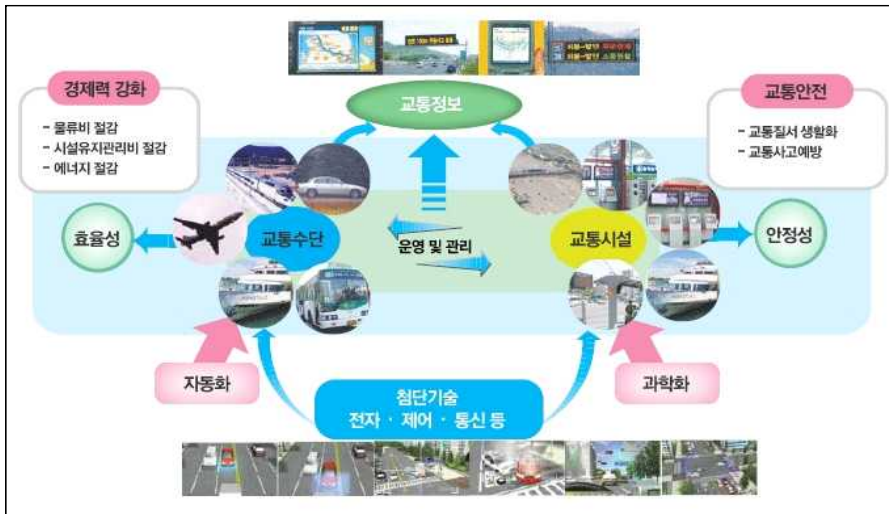 경제력 강화
- 물류비 절감
- 시설유지관리비 절감
- 에너지 절감
교통정보
교통안전
- 교통질서 생활화
- 교통사고예방
효율성
교통수단
운영 및 관리
교통시설
안정성
자동화
첨단기술
전자 · 제어 · 통신 등
과학화